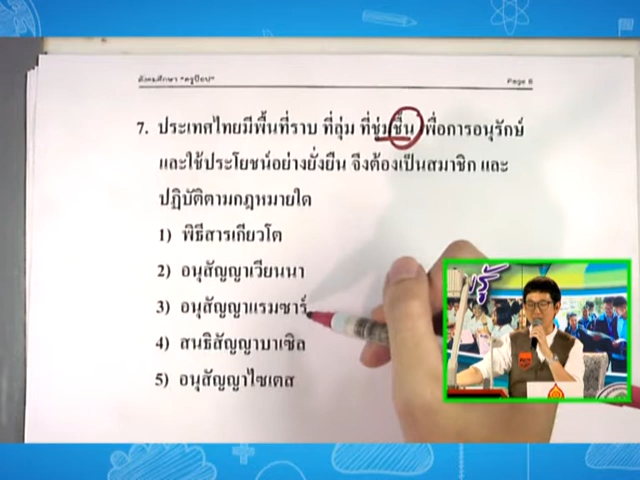 สังคมศึกษา "ครูป๊อป"
Page 6
7. ประเทศไทยมีพื้นที่ราบ ที่ลุ่ม ที่ชุ่มชื้น เพื่อการอนุรักษ์
และใช้ประโยชน์อย่างยั่งยืน จึงต้องเป็นสมาชิก และ
ปฏิบัติตามกฎหมายใด
1) พิธีสารเกียวโต
2) อนุสัญญาเวียนนา
3) อนุสัญญาแรมซาร์
4) สนธิสัญญาบาเซิล
5) อนุสัญญาไซเตส